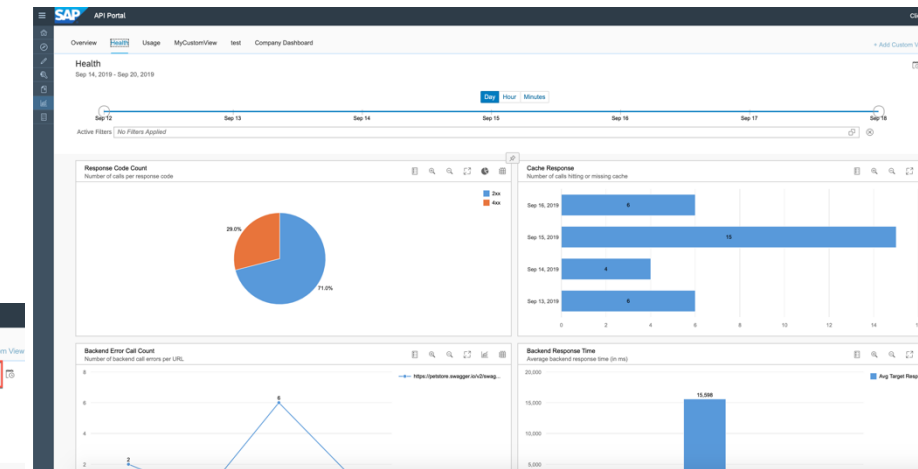 SAP API Portal Cli
Overview Health Usage MyCustomView test Company Dashboard
+ Add Custom V
Health
Sep 14, 2019 - Sep 20, 2019
Day Hour Minutes
Sep 12 Sep 13 Sep 14 Sep 15 Sep 16 Sep 17 Sep 18
Active Filters No Filters Applied
Response Code Count
Number of calls per response code
2xx
4xx
29.0%
71.0%
Cache Response
Number of calls hitting or missing cache
Sep 16, 2019 6
Sep 15, 2019 15
Sep 14, 2019 4
Sep 13, 2019 6
0 2 4 6 8 10 12 14
om View
Backend Error Call Count
Number of backend call errors per URL
https://petstore.swagger.io/v2/swag...
8
6
4
2
6
2
Backend Response Time
Average backend response time (in ms)
Avg Target Resp
20,000
15,000
10,000
5,000
15,598